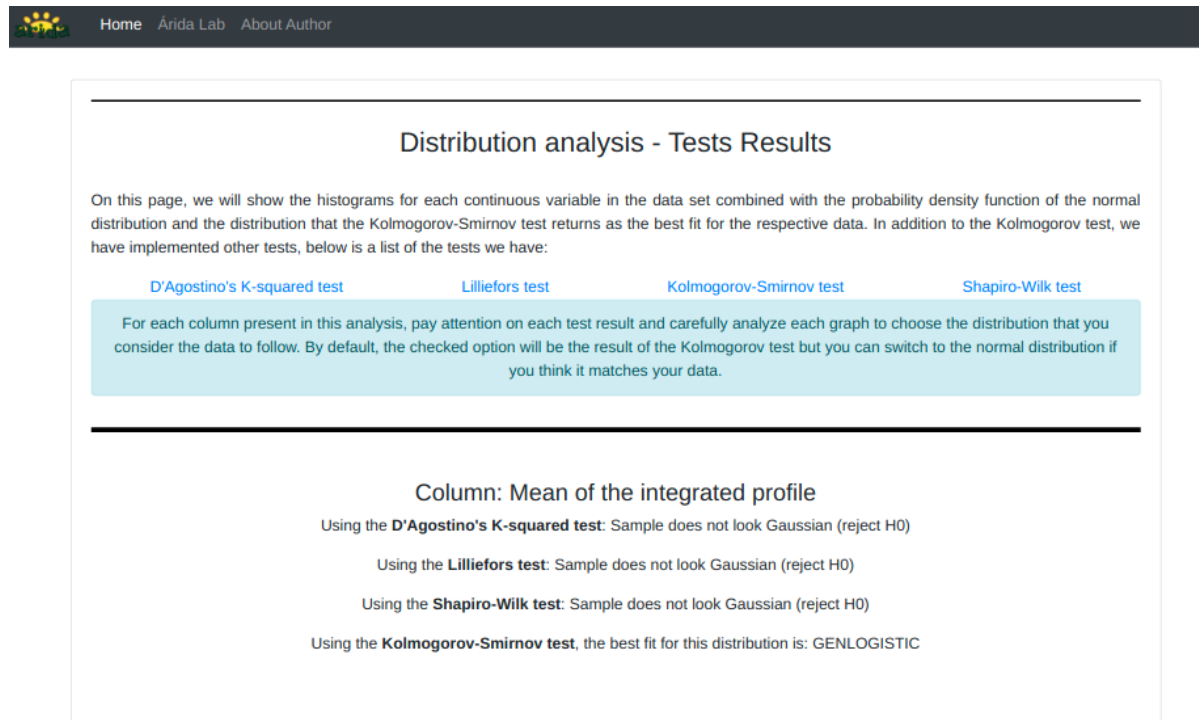 árida
Home Árida Lab About Author
Distribution analysis - Tests Results
On this page, we will show the histograms for each continuous variable in the data set combined with the probability density function of the normal
distribution and the distribution that the Kolmogorov-Smirnov test returns as the best fit for the respective data. In addition to the Kolmogorov test, we
have implemented other tests, below is a list of the tests we have:
D'Agostino's K-squared test Lilliefors test Kolmogorov-Smirnov test Shapiro-Wilk test
For each column present in this analysis, pay attention on each test result and carefully analyze each graph to choose the distribution that you
consider the data to follow. By default, the checked option will be the result of the Kolmogorov test but you can switch to the normal distribution if
you think it matches your data.
Column: Mean of the integrated profile
Using the D'Agostino's K-squared test: Sample does not look Gaussian (reject H0)
Using the Lilliefors test: Sample does not look Gaussian (reject H0)
Using the Shapiro-Wilk test: Sample does not look Gaussian (reject H0)
Using the Kolmogorov-Smirnov test, the best fit for this distribution is: GENLOGISTIC